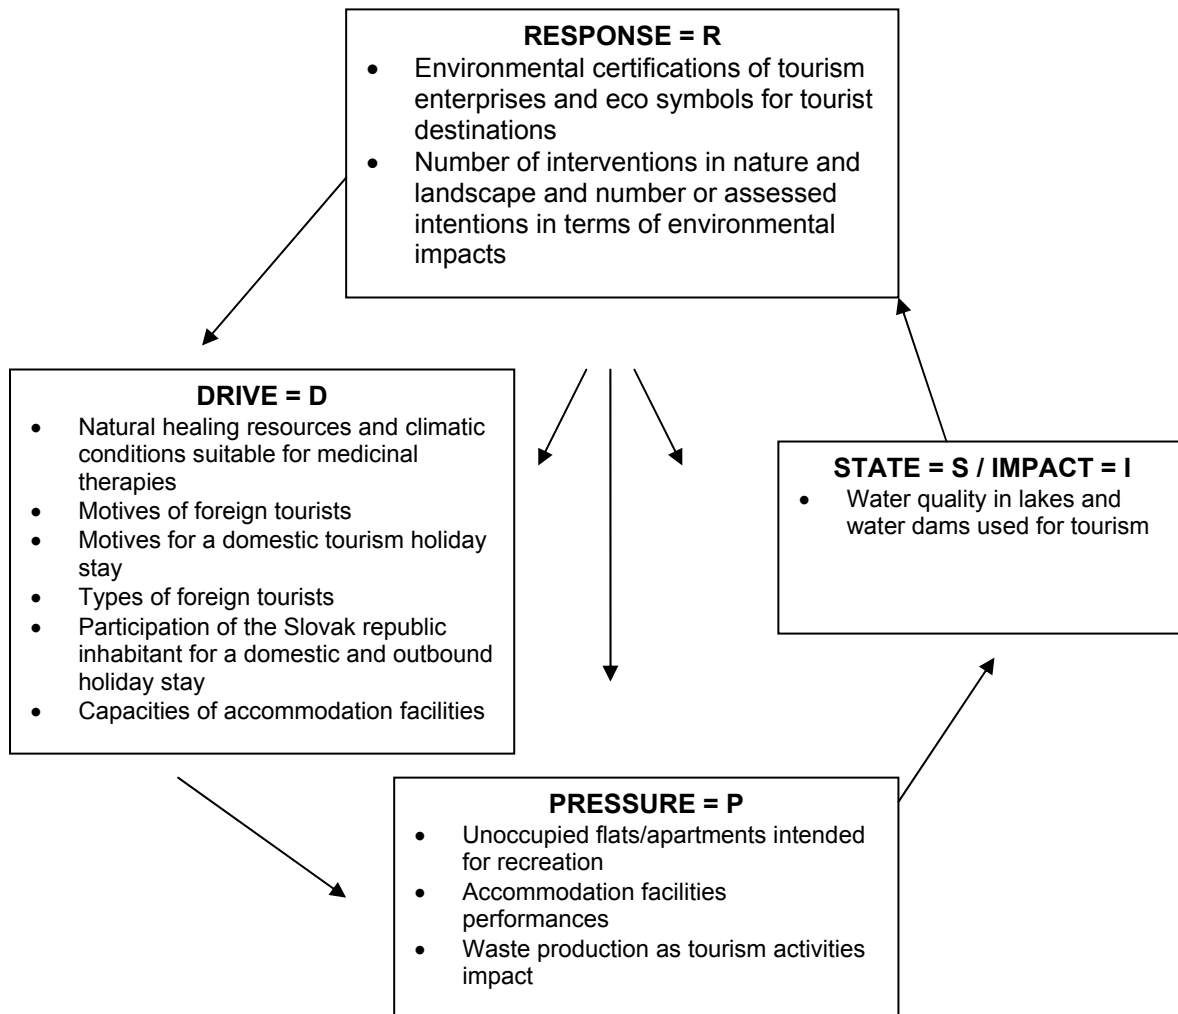 RESPONSE = R
• Environmental certifications of tourism
enterprises and eco symbols for tourist
destinations
• Number of interventions in nature and
landscape and number or assessed
intentions in terms of environmental
impacts
DRIVE = D
• Natural healing resources and climatic
conditions suitable for medicinal
therapies
• Motives of foreign tourists
• Motives for a domestic tourism holiday
stay
• Types of foreign tourists
• Participation of the Slovak republic
inhabitant for a domestic and outbound
holiday stay
• Capacities of accommodation facilities
STATE = S / IMPACT = I
• Water quality in lakes and
water dams used for tourism
PRESSURE = P
• Unoccupied flats/apartments intended
for recreation
• Accommodation facilities
performances
• Waste production as tourism activities
impact